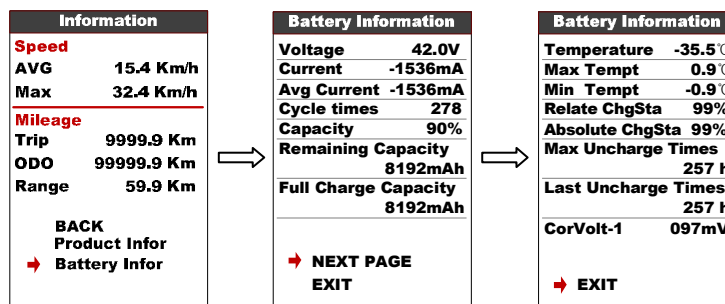 Information
Speed
AVG 15.4 Km/h
Max 32.4 Km/h
Mileage
Trip 9999.9 Km
ODO 99999.9 Km
Range 59.9 Km
BACK
Product Infor
Battery Infor
Battery Information
Voltage 42.0V
Current -1536mA
Avg Current -1536mA
Cycle times 278
Capacity 90%
Remaining Capacity
8192mAh
Full Charge Capacity
8192mAh
NEXT PAGE
EXIT
Battery Information
Temperature -35.5℃
Max Tempt 0.9℃
Min Tempt -0.9℃
Relate ChgSta 99%
Absolute ChgSta 99%
Max Uncharge Times
257 h
Last Uncharge Times
257 h
CorVolt-1 097mV
EXIT